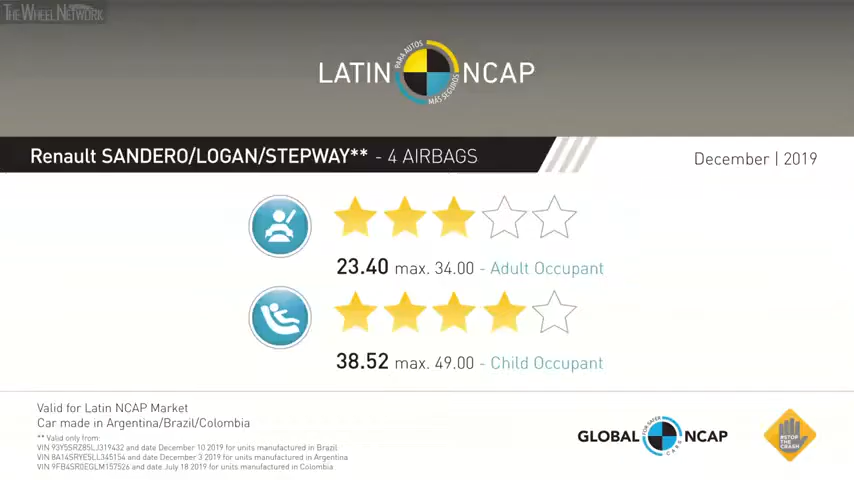 THE WHEEL NETWORK
LATIN NCAP
PARA AUTOS
MÁS SEGUROS
Renault SANDERO/LOGAN/STEPWAY** - 4 AIRBAGS
December | 2019
23.40 max. 34.00 - Adult Occupant
38.52 max. 49.00 - Child Occupant
Valid for Latin NCAP Market
Car made in Argentina/Brazil/Colombia
** Valid only from:
VIN 93Y5SRZ85LJ319432 and date December 10 2019 for units manufactured in Brazil
VIN 8A14SRYE5LL345154 and date December 3 2019 for units manufactured in Argentina
VIN 9FB4SR0EGLM157526 and date July 18 2019 for units manufactured in Colombia
GLOBAL NCAP
FOR SAFER
CARS
#STOP
THE
CRASH